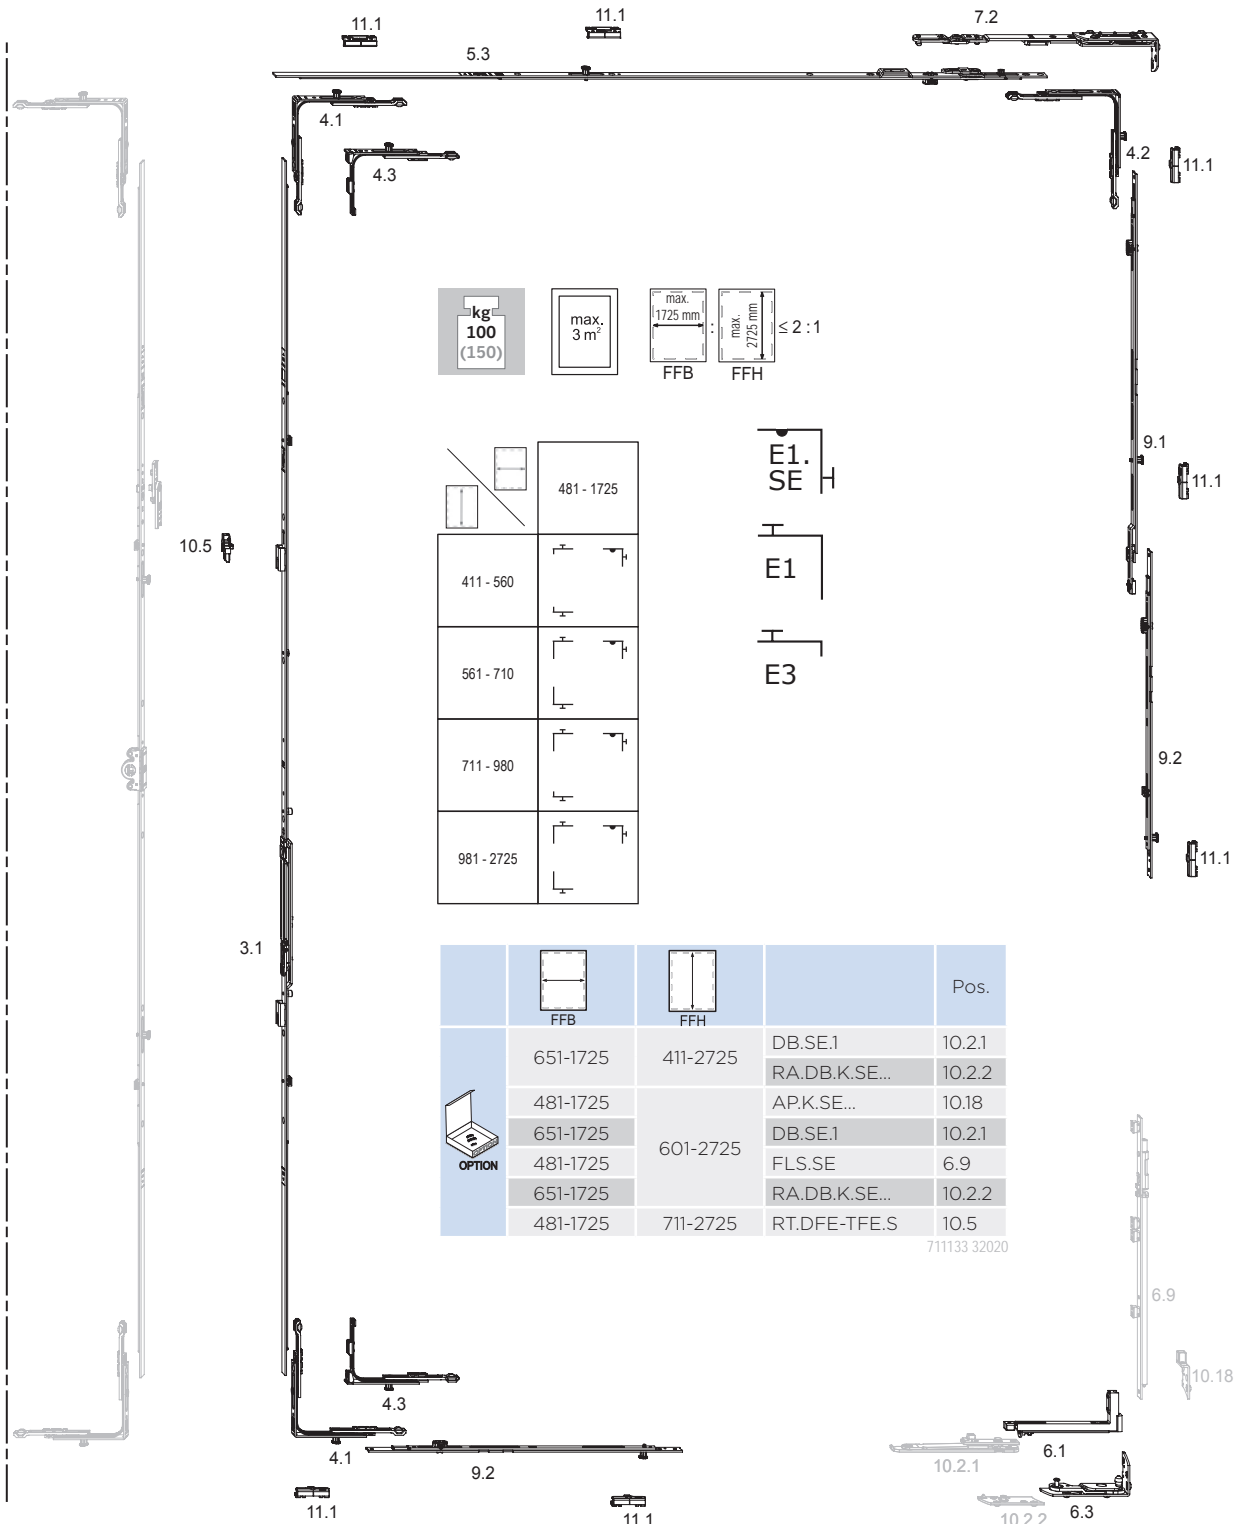 11.1
11.1
7.2
5.3
4.1
4.2
11.1
4.3
kg
100
(150)
max.
3 m²
max.
1725 mm
:
max.
2725 mm
≤ 2 :1
FFB
FFH
9.1
11.1
481 - 1725
E1.
SE
10.5
411 - 560
E1
561 - 710
E3
711 - 980
9.2
981 - 2725
11.1
3.1
FFB
FFH
Pos.
OPTION
651-1725
411-2725
DB.SE.1
10.2.1
RA.DB.K.SE...
10.2.2
481-1725
601-2725
AP.K.SE...
10.18
651-1725
DB.SE.1
10.2.1
481-1725
FLS.SE
6.9
651-1725
RA.DB.K.SE...
10.2.2
481-1725
711-2725
RT.DFE-TFE.S
10.5
711133 32020
6.9
10.18
4.3
4.1
9.2
10.2.1
6.1
11.1
11.1
10.2.2
6.3